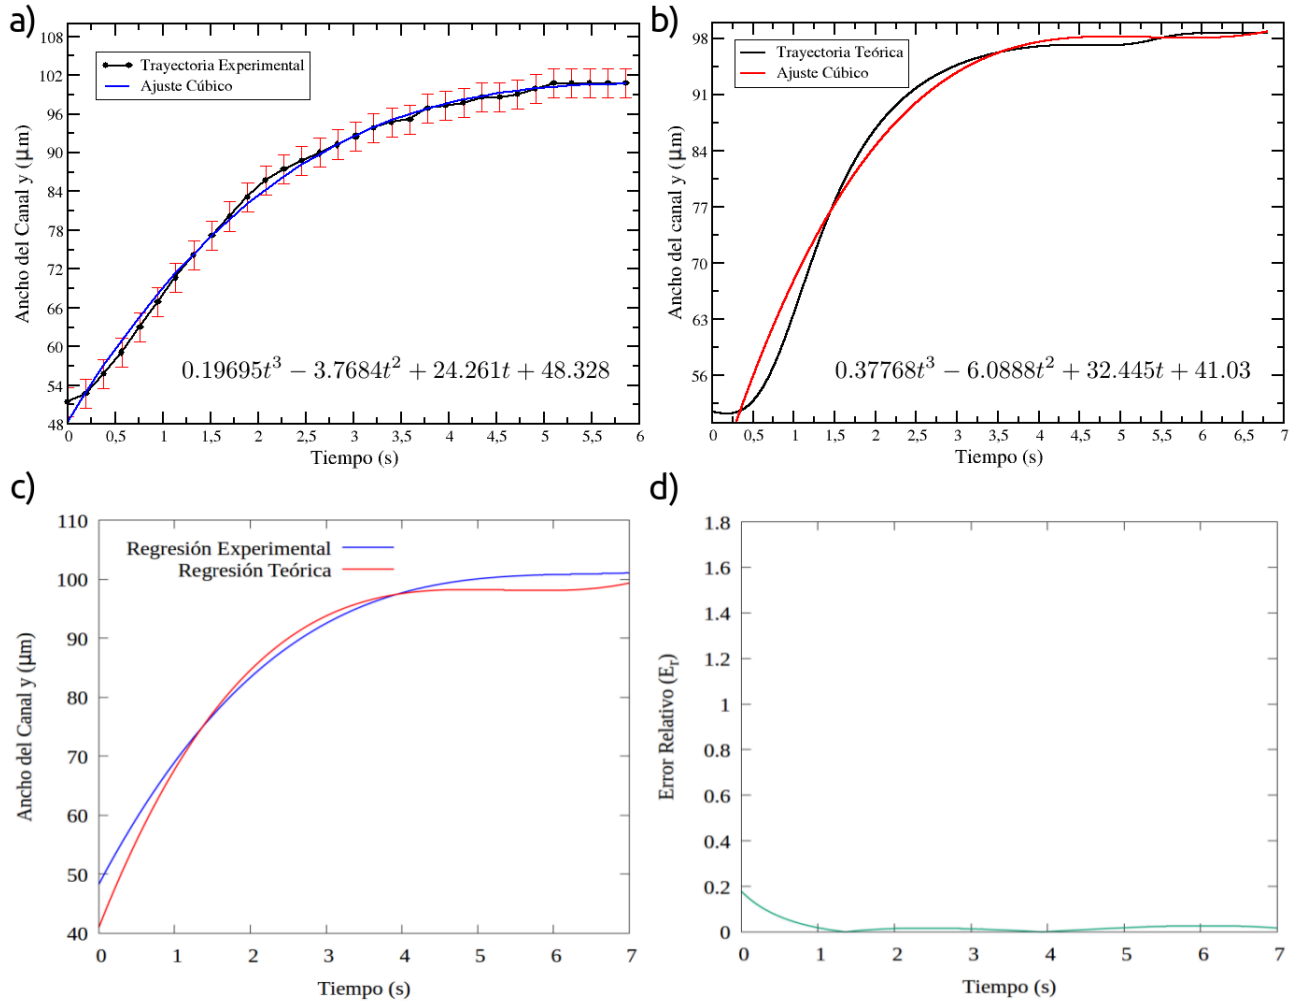 a)
108
102
96
90
84
78
72
66
60
54
48
Ancho del Canal y (μm)
Trayectoria Experimental
Ajuste Cúbico
0.19695t³ − 3.7684t² + 24.261t + 48.328
0 0,5 1 1,5 2 2,5 3 3,5 4 4,5 5 5,5 6
Tiempo (s)
b)
98
91
84
77
70
63
56
Ancho del canal y (μm)
Trayectoria Teórica
Ajuste Cúbico
0.37768t³ − 6.0888t² + 32.445t + 41.03
0 0,5 1 1,5 2 2,5 3 3,5 4 4,5 5 5,5 6 6,5 7
Tiempo (s)
c)
110
100
90
80
70
60
50
40
Ancho del Canal y (μm)
Regresión Experimental
Regresión Teórica
0 1 2 3 4 5 6 7
Tiempo (s)
d)
1.8
1.6
1.4
1.2
1
0.8
0.6
0.4
0.2
0
Error Relativo (Eᵣ)
0 1 2 3 4 5 6 7
Tiempo (s)